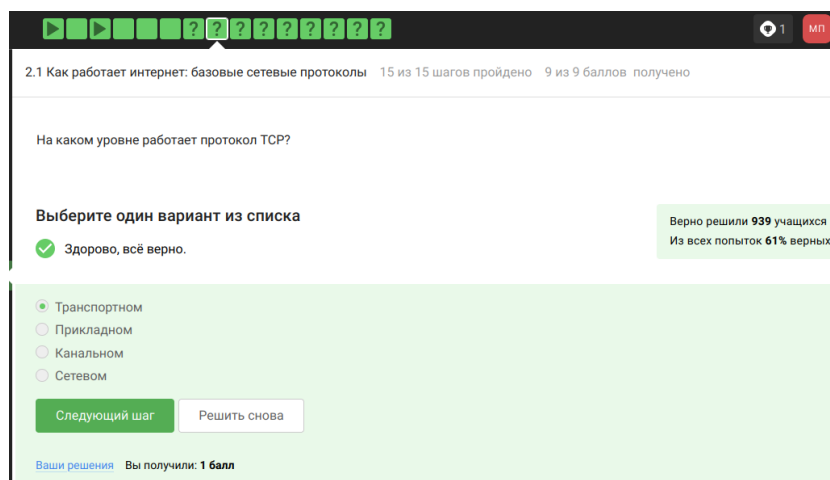 ? ? ? ? ? ? ? ? ?
1 МП
2.1 Как работает интернет: базовые сетевые протоколы 15 из 15 шагов пройдено 9 из 9 баллов получено
На каком уровне работает протокол TCP?
Выберите один вариант из списка
Здорово, всё верно.
Верно решили 939 учащихся
Из всех попыток 61% верных
Транспортном
Прикладном
Канальном
Сетевом
Следующий шаг Решить снова
Ваши решения Вы получили: 1 балл